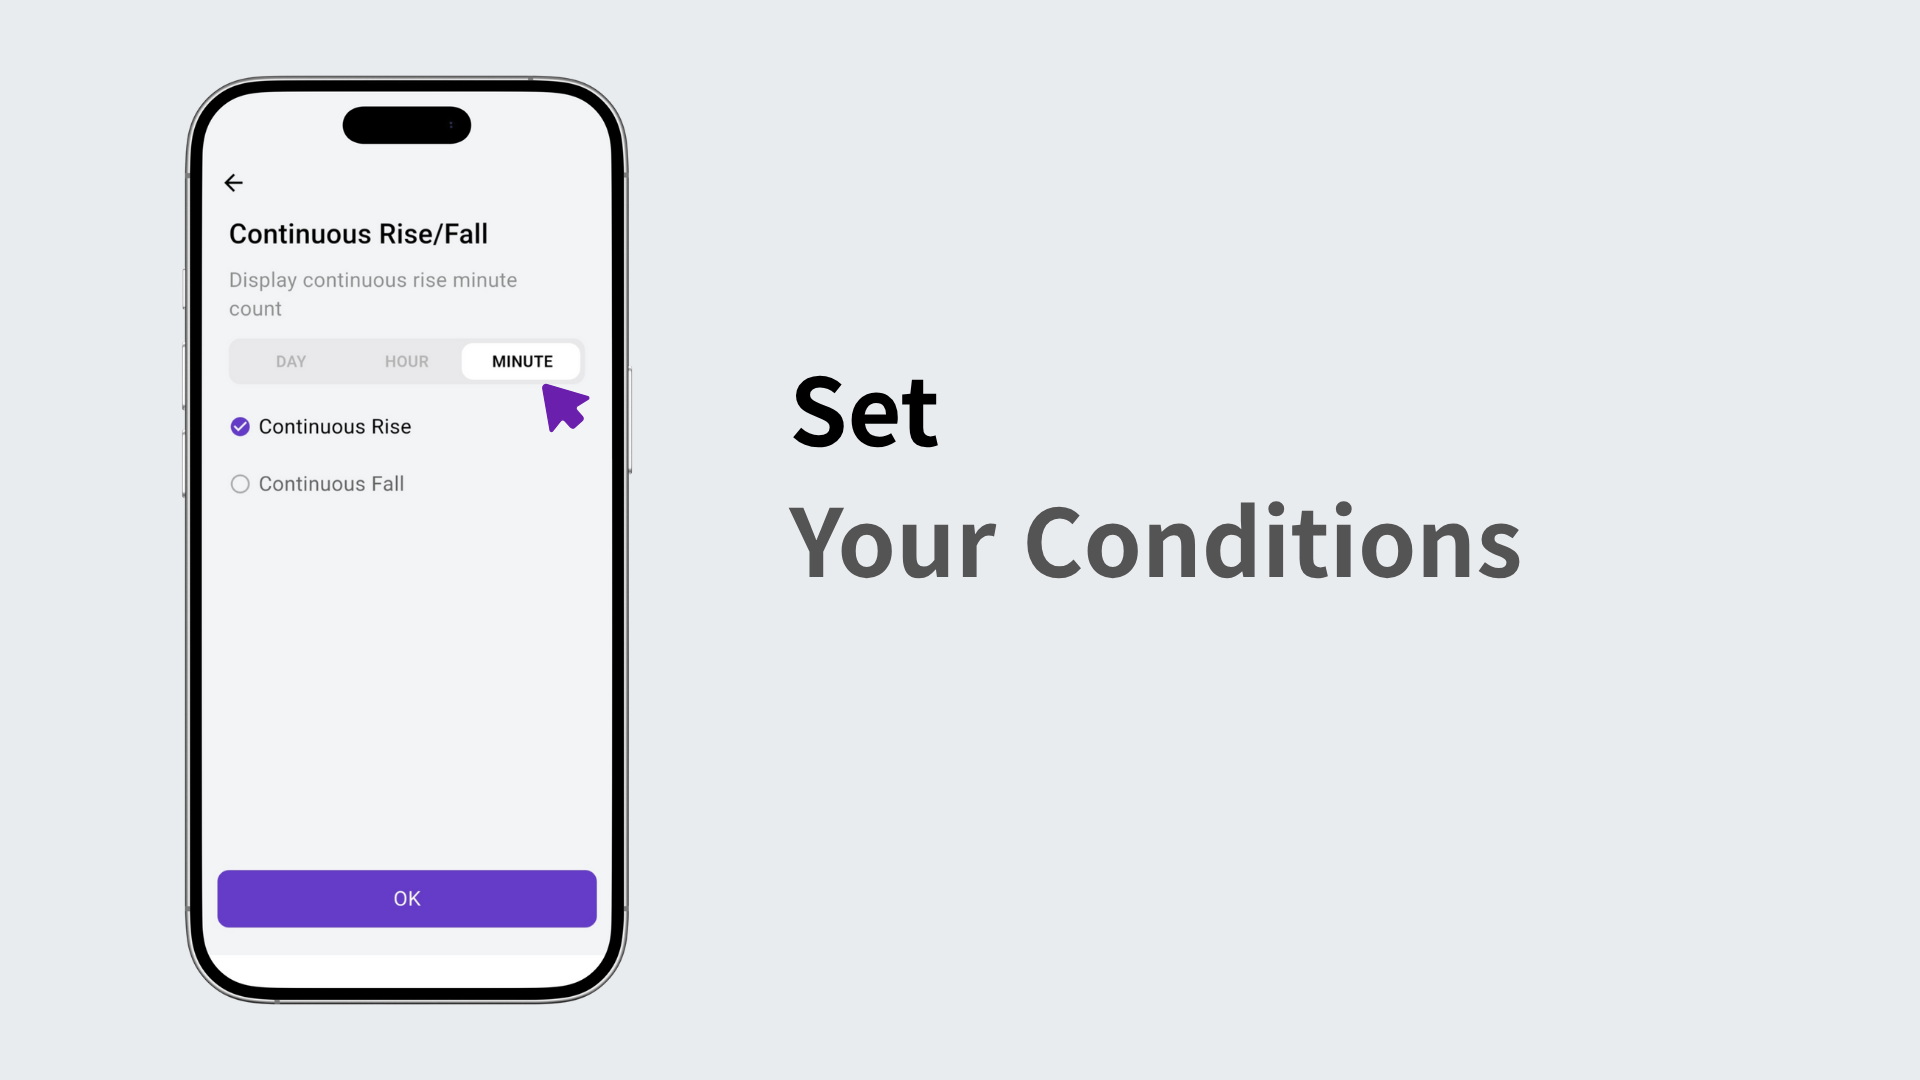 Continuous Rise/Fall
Display continuous rise minute
count
DAY HOUR MINUTE
Continuous Rise
Continuous Fall
OK
Set
Your Conditions